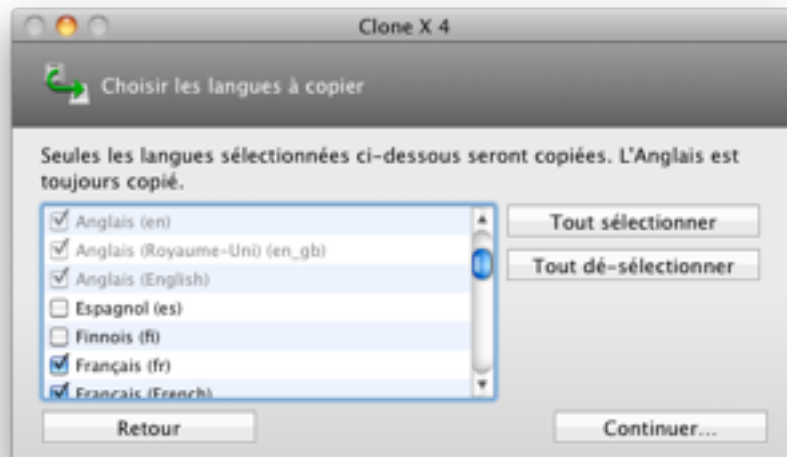 Clone X 4
Choisir les langues à copier
Seules les langues sélectionnées ci-dessous seront copiées. L'Anglais est
toujours copié.
Anglais (en)
Anglais (Royaume-Uni) (en_gb)
Anglais (English)
Espagnol (es)
Finnois (fi)
Français (fr)
Français (French)
Tout sélectionner
Tout dé-sélectionner
Retour
Continuer...